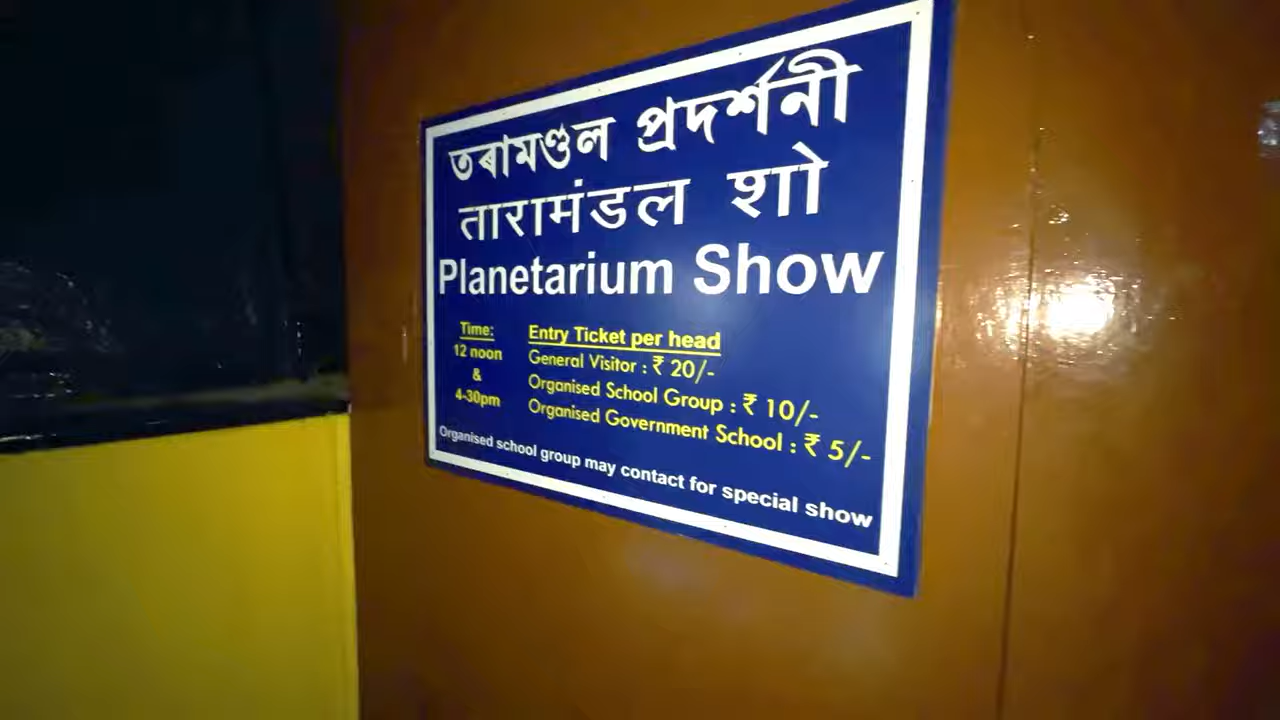 তৰামণ্ডল প্ৰদৰ্শনী
तारामंडल शो
Planetarium Show
Time:
12 noon
&
4-30pm
Entry Ticket per head
General Visitor : ₹ 20/-
Organised School Group : ₹ 10/-
Organised Government School : ₹ 5/-
Organised school group may contact for special show